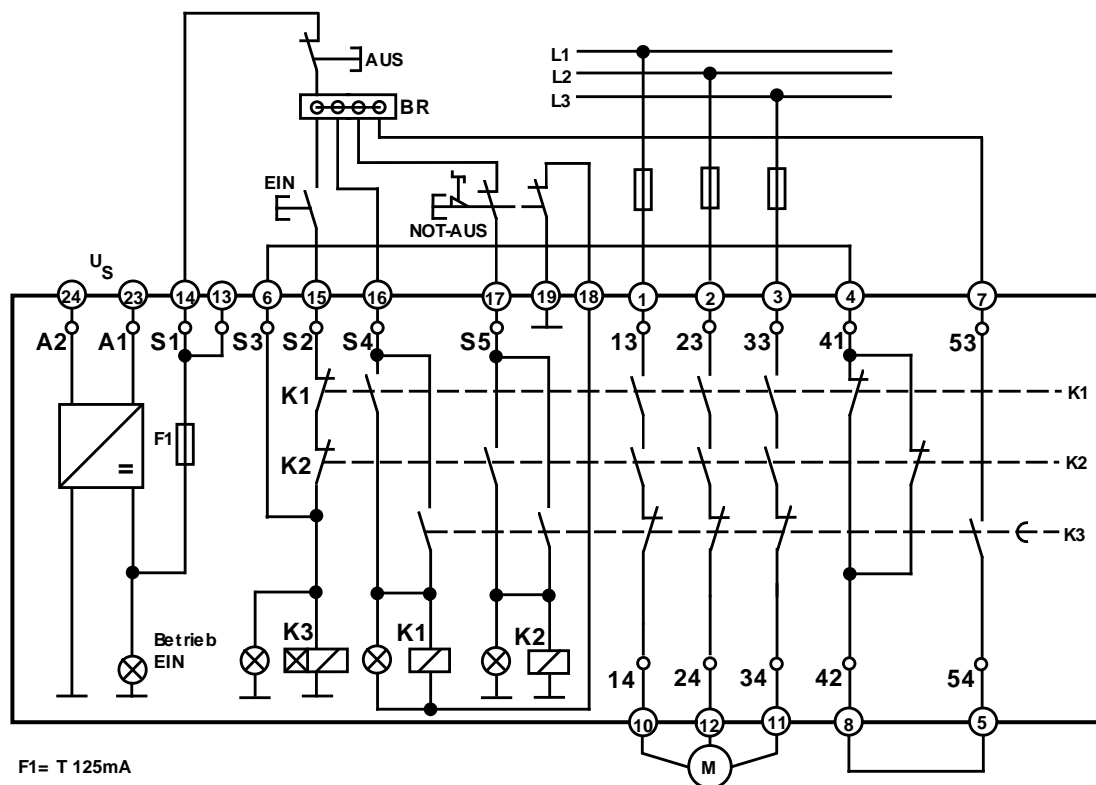 AUS
L1
L2
L3
BR
EIN
NOT-AUS
U S
24 23 14 13 6 15 16 17 19 18 1 2 3 4 7
A2 A1 S1 S3 S2 S4 S5 13 23 33 41 53
K1 K1
F1
K2 K2
=
K3
Betrieb
EIN
K3 K1 K2
14 24 34 42 54
10 12 11 8 5
M
F1= T 125mA